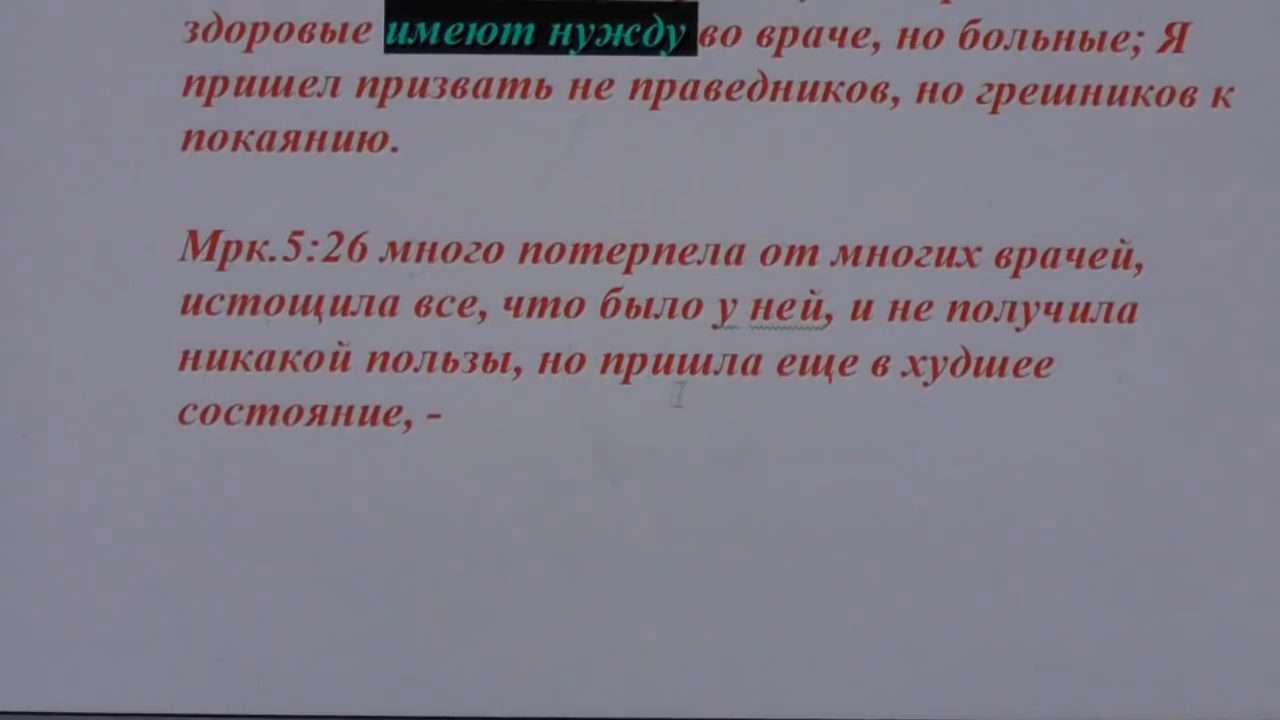 здоровые имеют нужду во враче, но больные; Я
пришел призвать не праведников, но грешников к
покаянию.
Мрк.5:26 много потерпела от многих врачей,
истощила все, что было у ней, и не получила
никакой пользы, но пришла еще в худшее
состояние, -